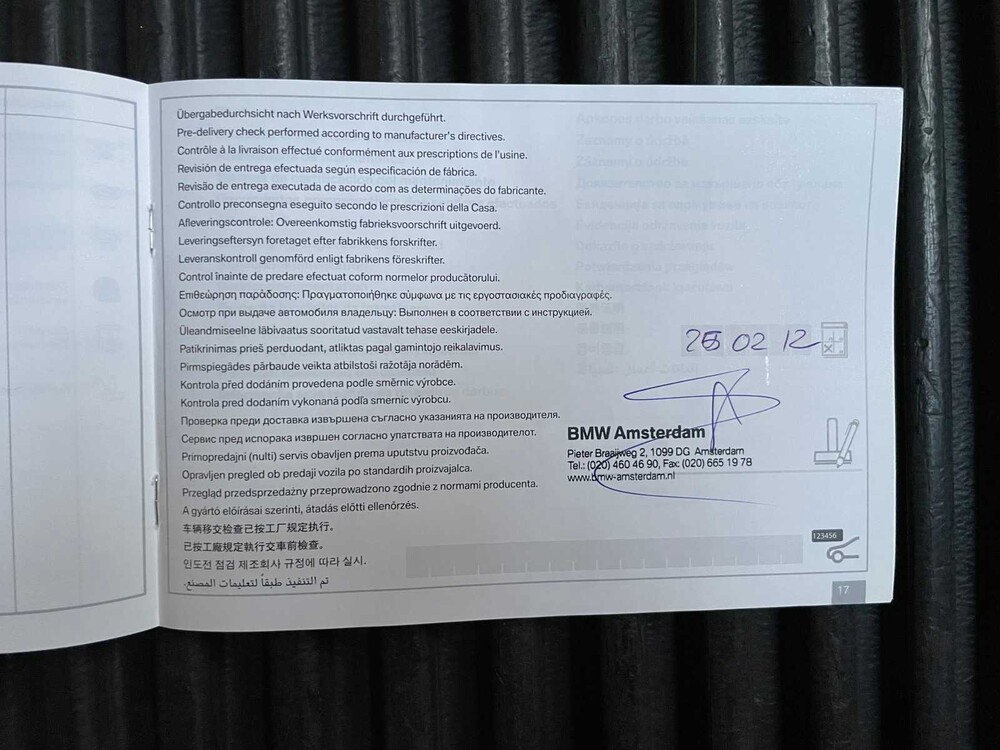 Übergabedurchsicht nach Werksvorschrift durchgeführt.
Pre-delivery check performed according to manufacturer's directives.
Contrôle à la livraison effectué conformément aux prescriptions de l'usine.
Revisión de entrega efectuada según especificación de fábrica.
Revisão de entrega executada de acordo com as determinações do fabricante.
Controllo preconsegna eseguito secondo le prescrizioni della Casa.
Afleveringscontrole: Overeenkomstig fabrieksvoorschrift uitgevoerd.
Leveringseftersyn foretaget efter fabrikkens forskrifter.
Leveranskontroll genomförd enligt fabrikens föreskrifter.
Control înainte de predare efectuat coform normelor producătorului.
Επιθεώρηση παράδοσης: Πραγματοποιήθηκε σύμφωνα με τις εργοστασιακές προδιαγραφές.
Осмотр при выдаче автомобиля владельцу: Выполнен в соответствии с инструкцией.
Üleandmiseelne läbivaatus sooritatud vastavalt tehase eeskirjadele.
Patikrinimas prieš perduodant, atliktas pagal gamintojo reikalavimus.
Pirmspiegādes pārbaude veikta atbilstoši ražotāja norādēm.
Kontrola před dodáním provedena podle směrnic výrobce.
Kontrola pred dodaním vykonaná podľa smerníc výrobcu.
Проверка преди доставка извършена съгласно указанията на производителя.
Сервис пред испорака извршен согласно упатствата на производителот.
Primopredajni (nulti) servis obavljen prema uputstvu proizvođača.
Opravljen pregled ob predaji vozila po standardih proizvajalca.
Przegląd przedsprzedażny przeprowadzono zgodnie z normami producenta.
A gyártó előírásai szerinti, átadás előtti ellenőrzés.
车辆移交检查已按工厂规定执行。
已按工廠規定執行交車前檢查。
인도전 점검 제조회사 규정에 따라 실시.
تم التنفيذ طبقاً لتعليمات المصنع.
02 12
BMW Amsterdam
Pieter Braaijweg 2, 1099 DG Amsterdam
Tel.: (020) 460 46 90, Fax: (020) 665 19 78
www.bmw-amsterdam.nl
123456
17